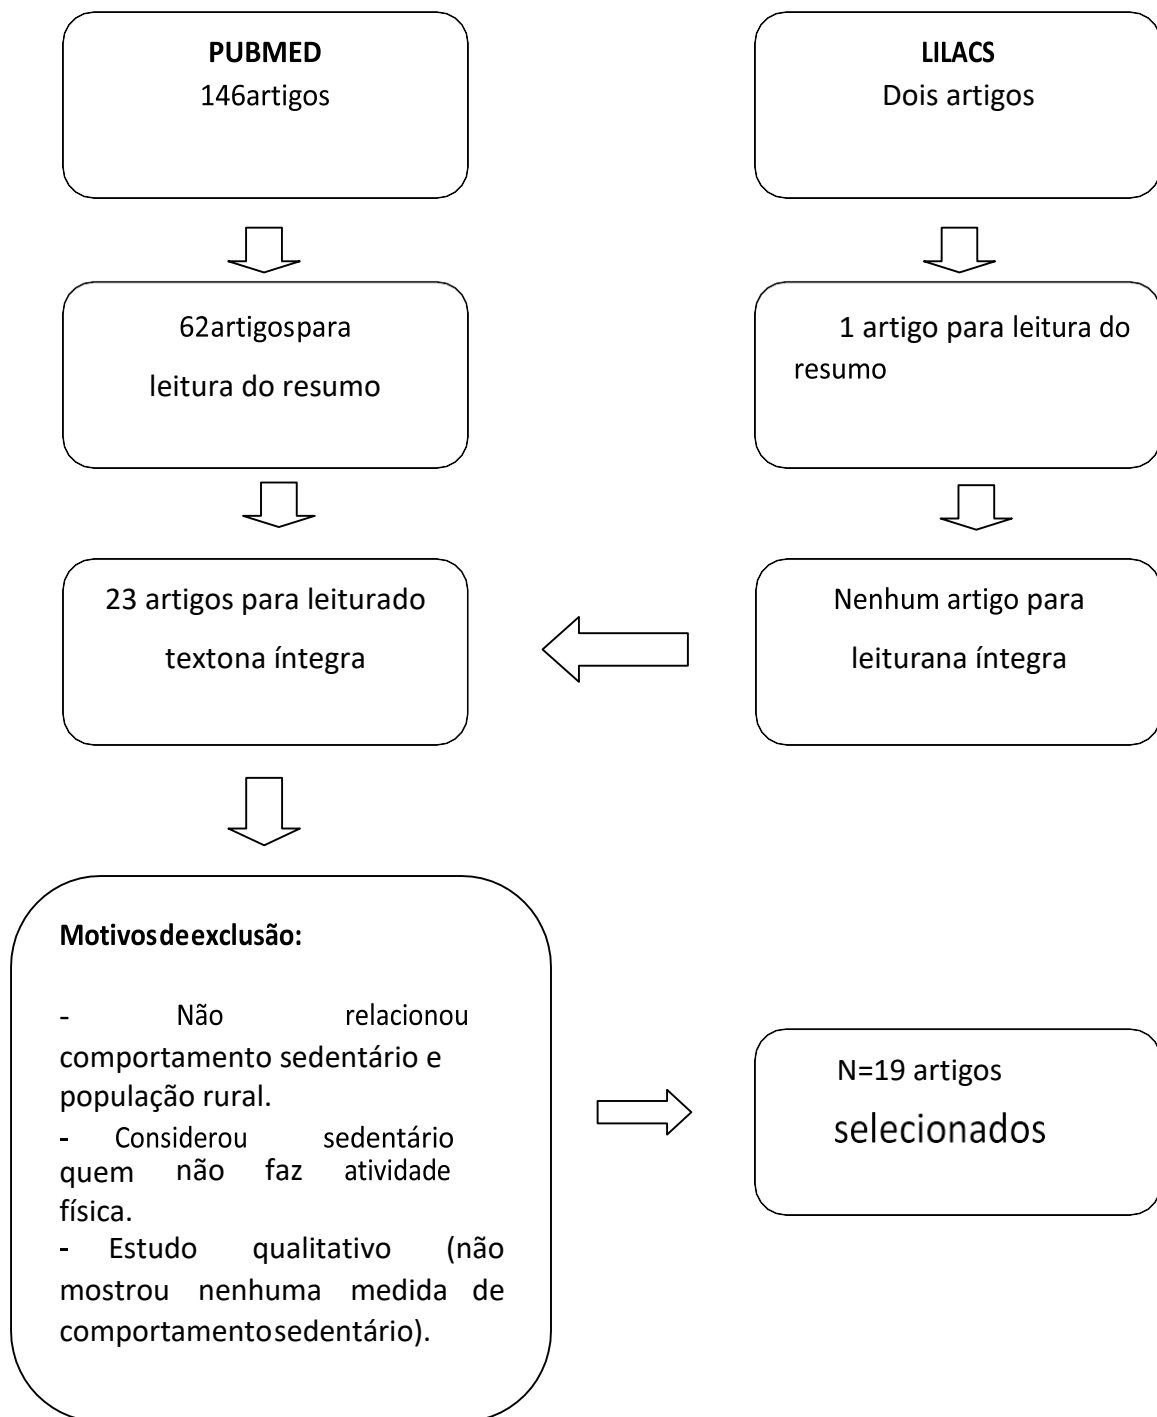 PUBMED
146artigos
LILACS
Dois artigos
62artigospara
leitura do resumo
1 artigo para leitura do
resumo
23 artigos para leiturado
textona íntegra
Nenhum artigo para
leiturana íntegra
Motivosdeexclusão:
- Não relacionou
comportamento sedentário e
população rural.
- Considerou sedentário
quem não faz atividade
física.
- Estudo qualitativo (não
mostrou nenhuma medida de
comportamentosedentário).
N=19 artigos
selecionados